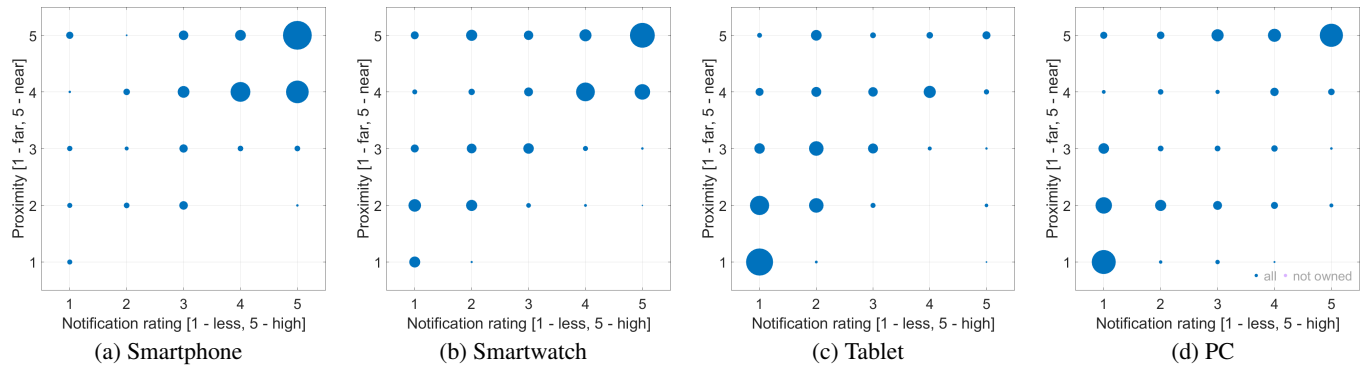 Proximity [1 - far, 5 - near]
5
4
3
2
1
1 2 3 4 5
Notification rating [1 - less, 5 - high]
(a) Smartphone
Proximity [1 - far, 5 - near]
5
4
3
2
1
1 2 3 4 5
Notification rating [1 - less, 5 - high]
(b) Smartwatch
Proximity [1 - far, 5 - near]
5
4
3
2
1
1 2 3 4 5
Notification rating [1 - less, 5 - high]
(c) Tablet
Proximity [1 - far, 5 - near]
5
4
3
2
1
all not owned
1 2 3 4 5
Notification rating [1 - less, 5 - high]
(d) PC